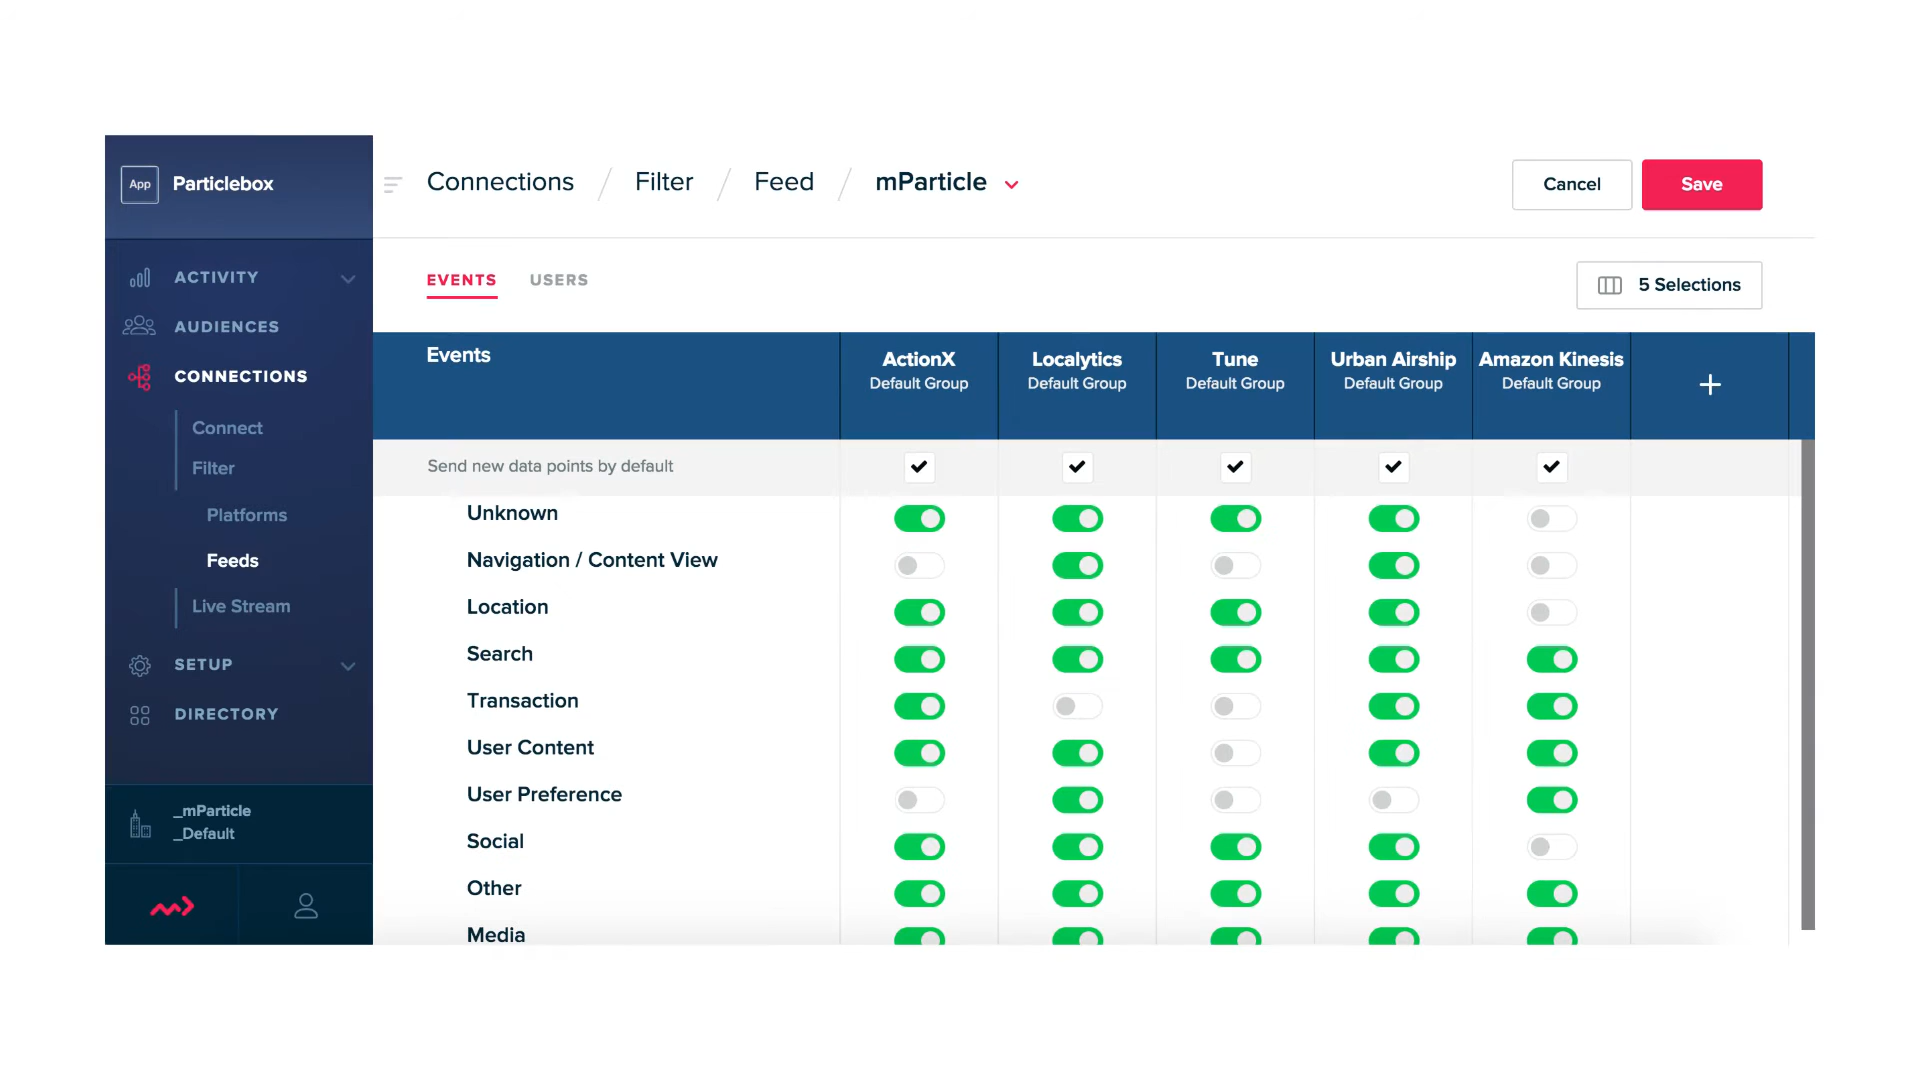 App
Particlebox
Connections / Filter / Feed / mParticle
Cancel
Save
ACTIVITY
AUDIENCES
CONNECTIONS
Connect
Filter
Platforms
Feeds
Live Stream
SETUP
DIRECTORY
_mParticle
_Default
EVENTS USERS
5 Selections
Events
ActionX
Default Group
Localytics
Default Group
Tune
Default Group
Urban Airship
Default Group
Amazon Kinesis
Default Group
+
Send new data points by default
Unknown
Navigation / Content View
Location
Search
Transaction
User Content
User Preference
Social
Other
Media